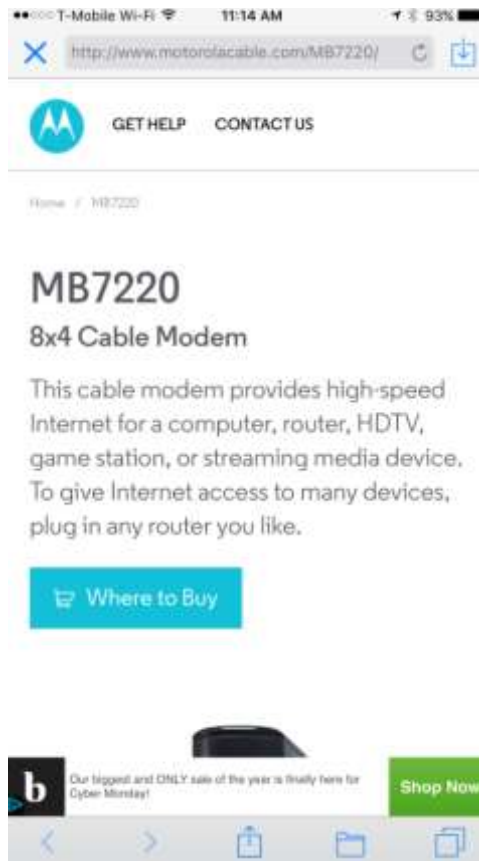 T-Mobile Wi-Fi 11:14 AM 93%
http://www.motorolacable.com/MB7220/
GET HELP CONTACT US
Home / MB7220
MB7220
8x4 Cable Modem
This cable modem provides high-speed
Internet for a computer, router, HDTV,
game station, or streaming media device.
To give Internet access to many devices,
plug in any router you like.
Where to Buy
b
Our biggest and ONLY sale of the year is finally here for
Cyber Monday!
Shop Now